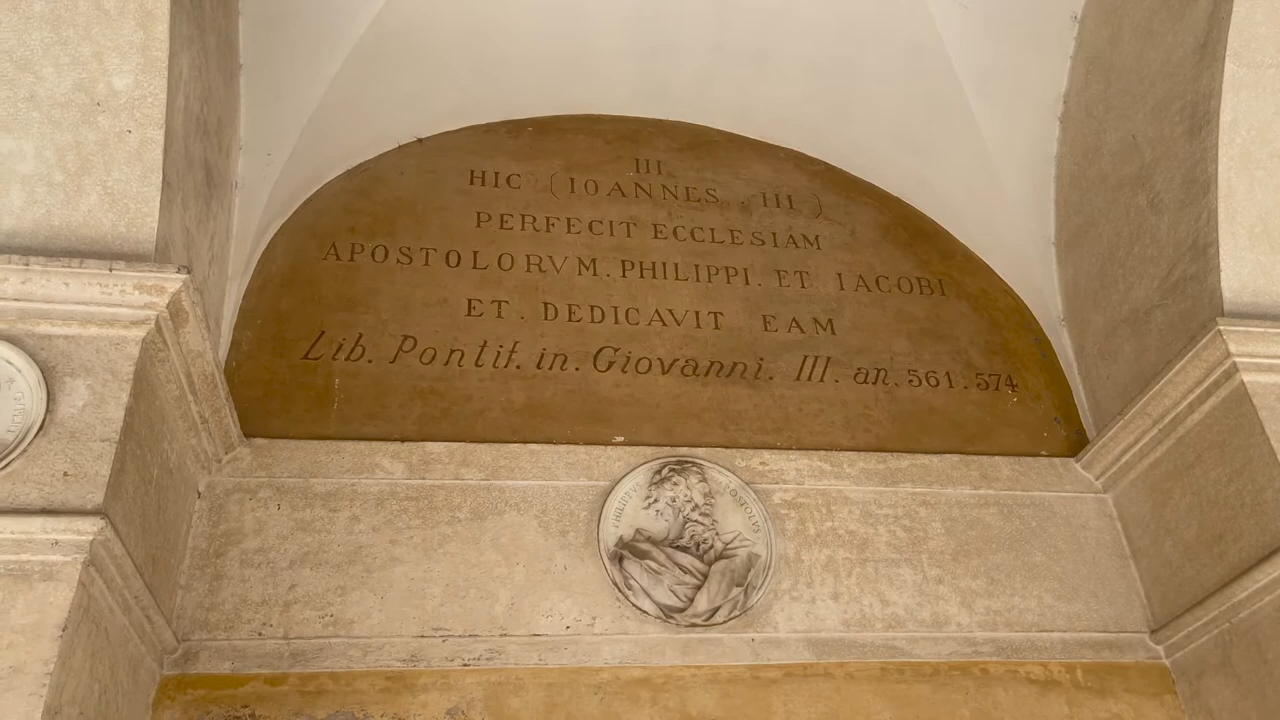 III
HIC (IOANNES . III)
PERFECIT ECCLESIAM
APOSTOLORVM . PHILIPPI . ET IACOBI
ET . DEDICAVIT EAM
Lib. Pontif. in. Giovanni. III. an. 561 . 574
PHILIPPVS APOSTOLVS